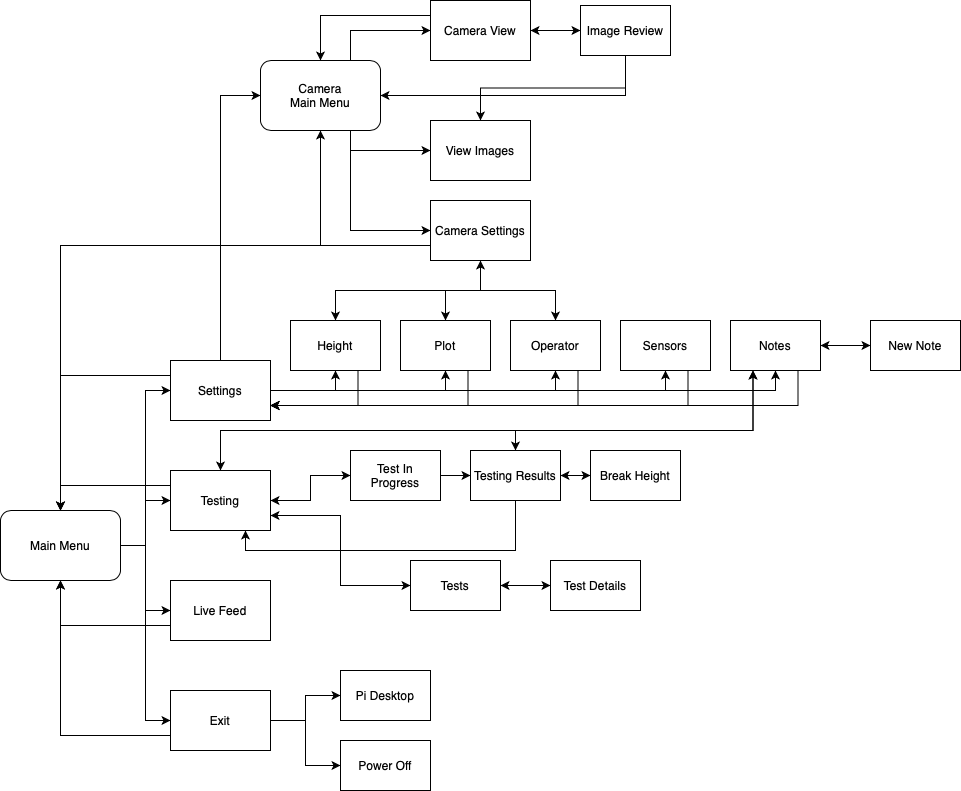 Camera View
Image Review
Camera
Main Menu
View Images
Camera Settings
Height
Plot
Operator
Sensors
Notes
New Note
Settings
Test In
Progress
Testing Results
Break Height
Testing
Main Menu
Tests
Test Details
Live Feed
Pi Desktop
Exit
Power Off